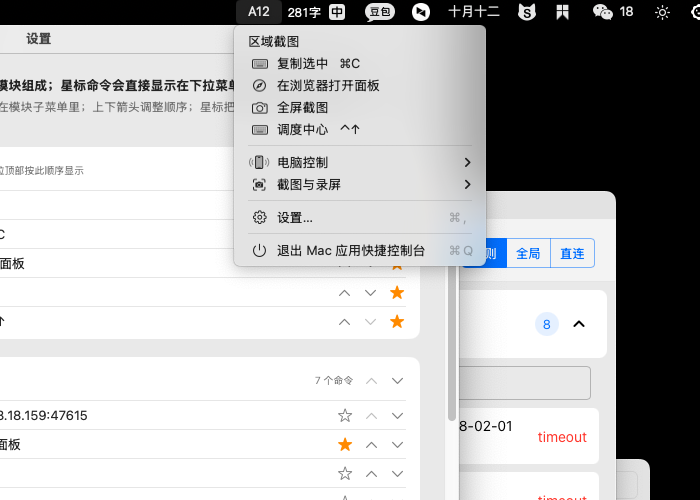 A12 281字 中 豆包 十月十二 18
设置
区域截图
复制选中 ⌘C
在浏览器打开面板
全屏截图
调度中心 ^↑
电脑控制
截图与录屏
设置... ⌘,
退出 Mac 应用快捷控制台 ⌘Q
模块组成；星标命令会直接显示在下拉菜
在模块子菜单里；上下箭头调整顺序；星标把
顶部按此顺序显示
C
面板
7 个命令
.18.159:47615
面板
则 全局 直连
8
8-02-01
timeout
timeout